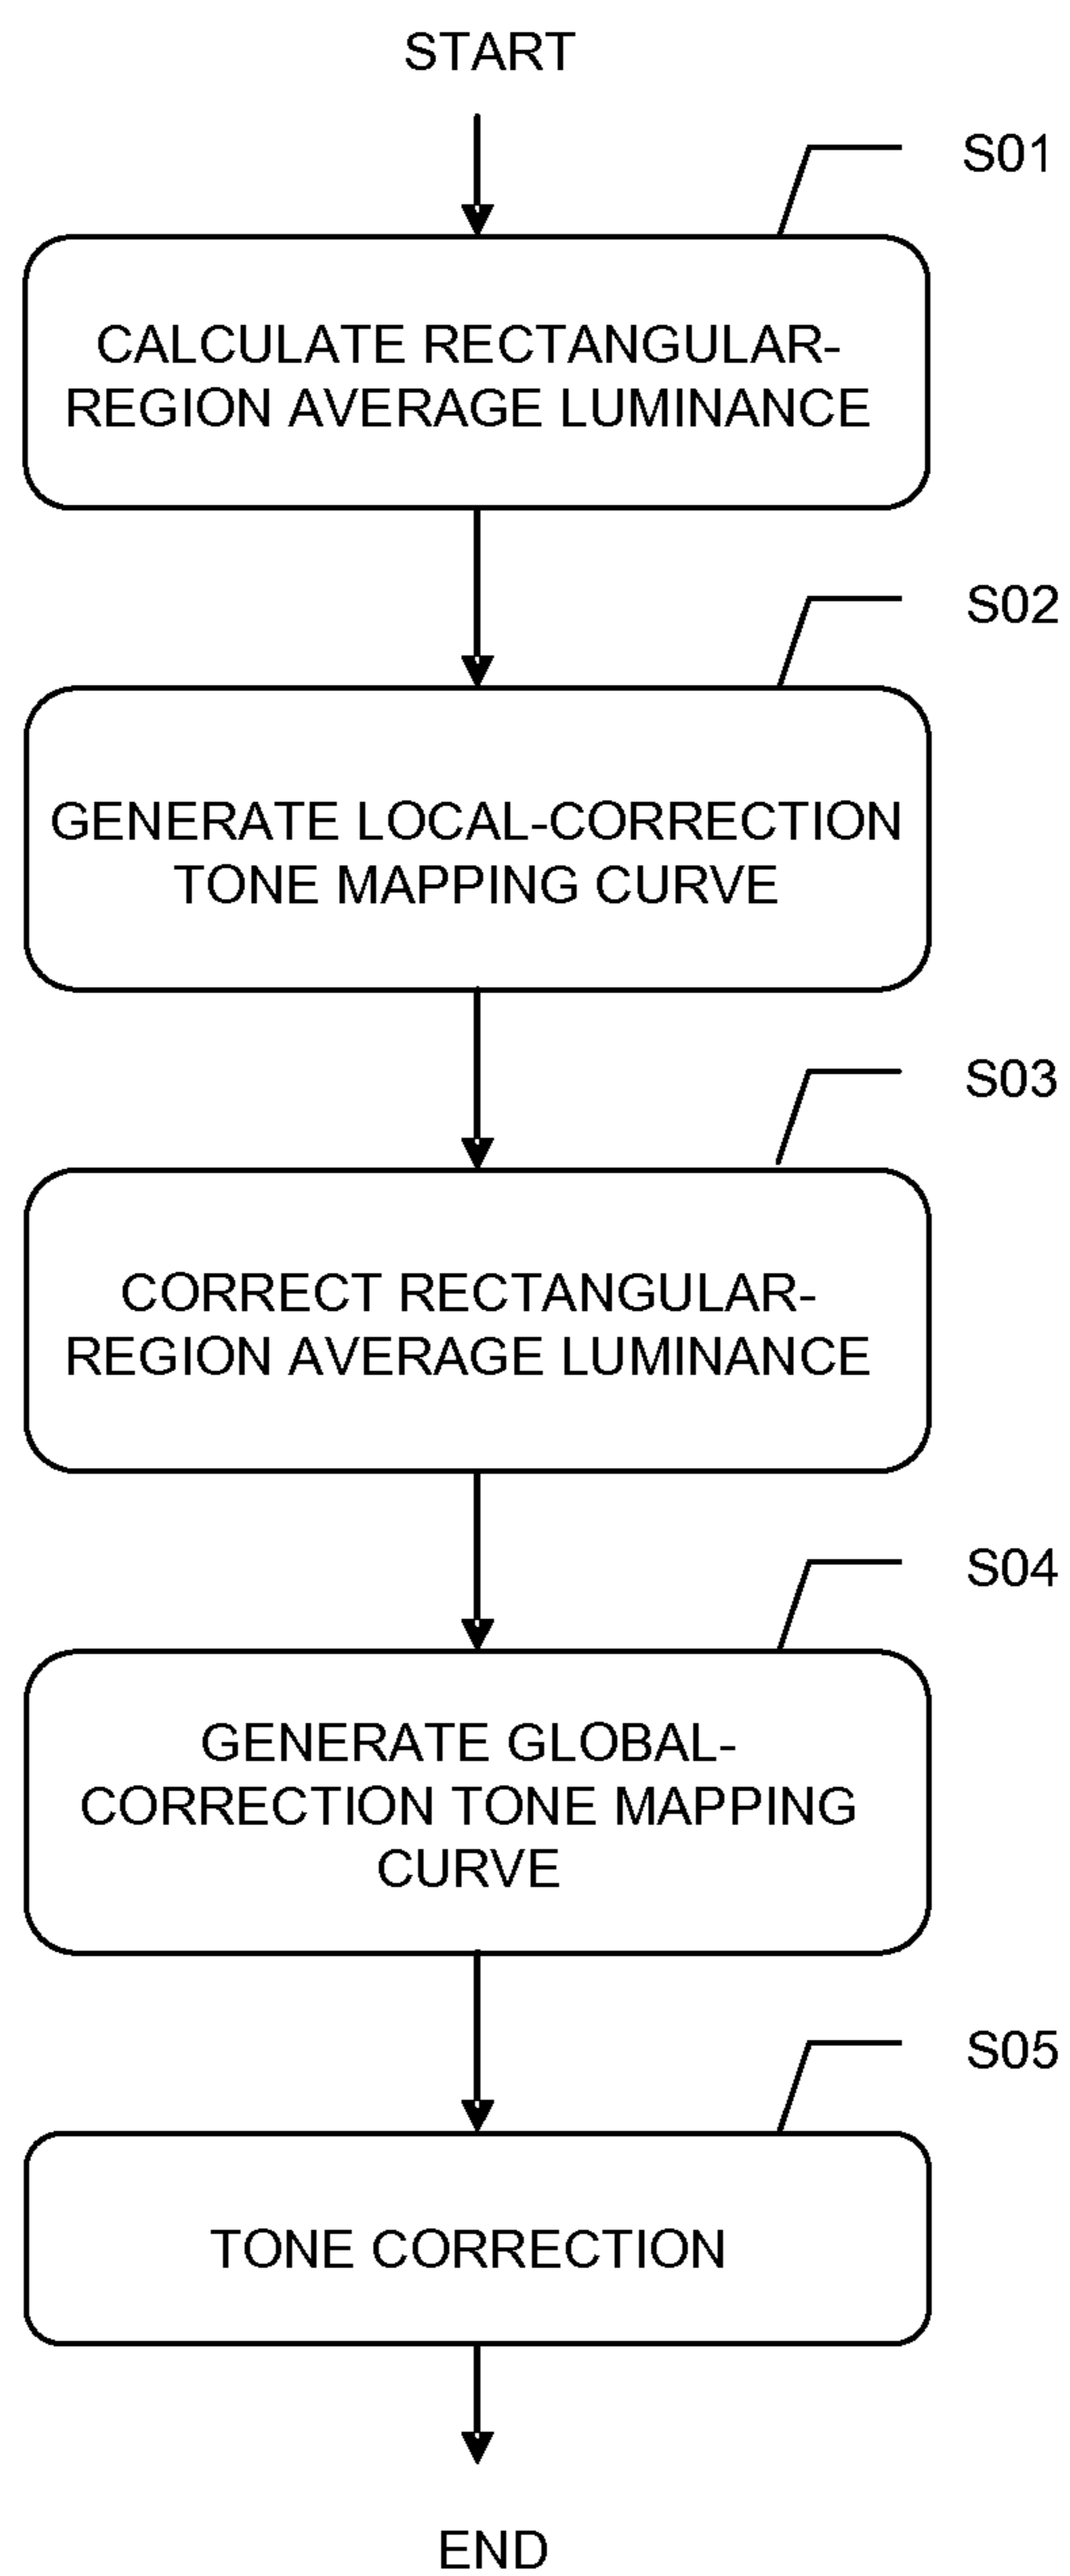 START
S01
CALCULATE RECTANGULAR-
REGION AVERAGE LUMINANCE
S02
GENERATE LOCAL-CORRECTION
TONE MAPPING CURVE
S03
CORRECT RECTANGULAR-
REGION AVERAGE LUMINANCE
S04
GENERATE GLOBAL-
CORRECTION TONE MAPPING
CURVE
S05
TONE CORRECTION
END